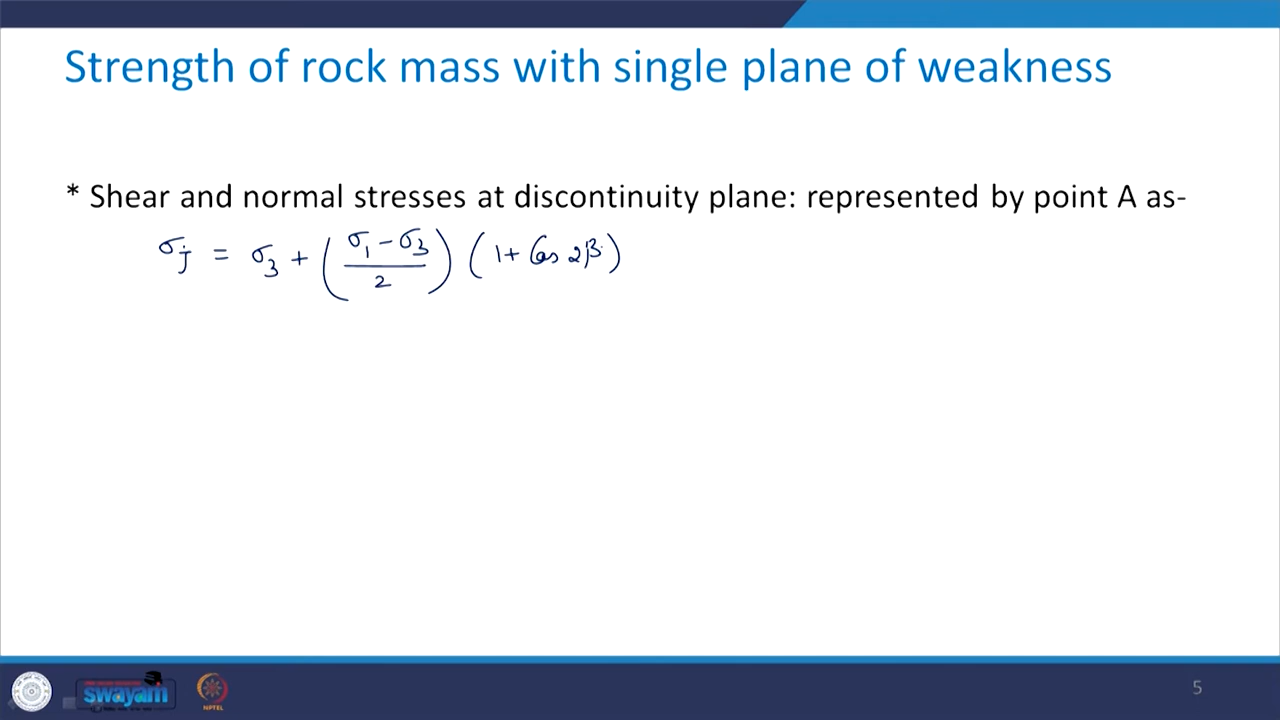 Strength of rock mass with single plane of weakness
* Shear and normal stresses at discontinuity plane: represented by point A as-
σj = σ3 + ((σ1 − σ3)/2) (1 + Cos 2β)
swayam
NPTEL
5